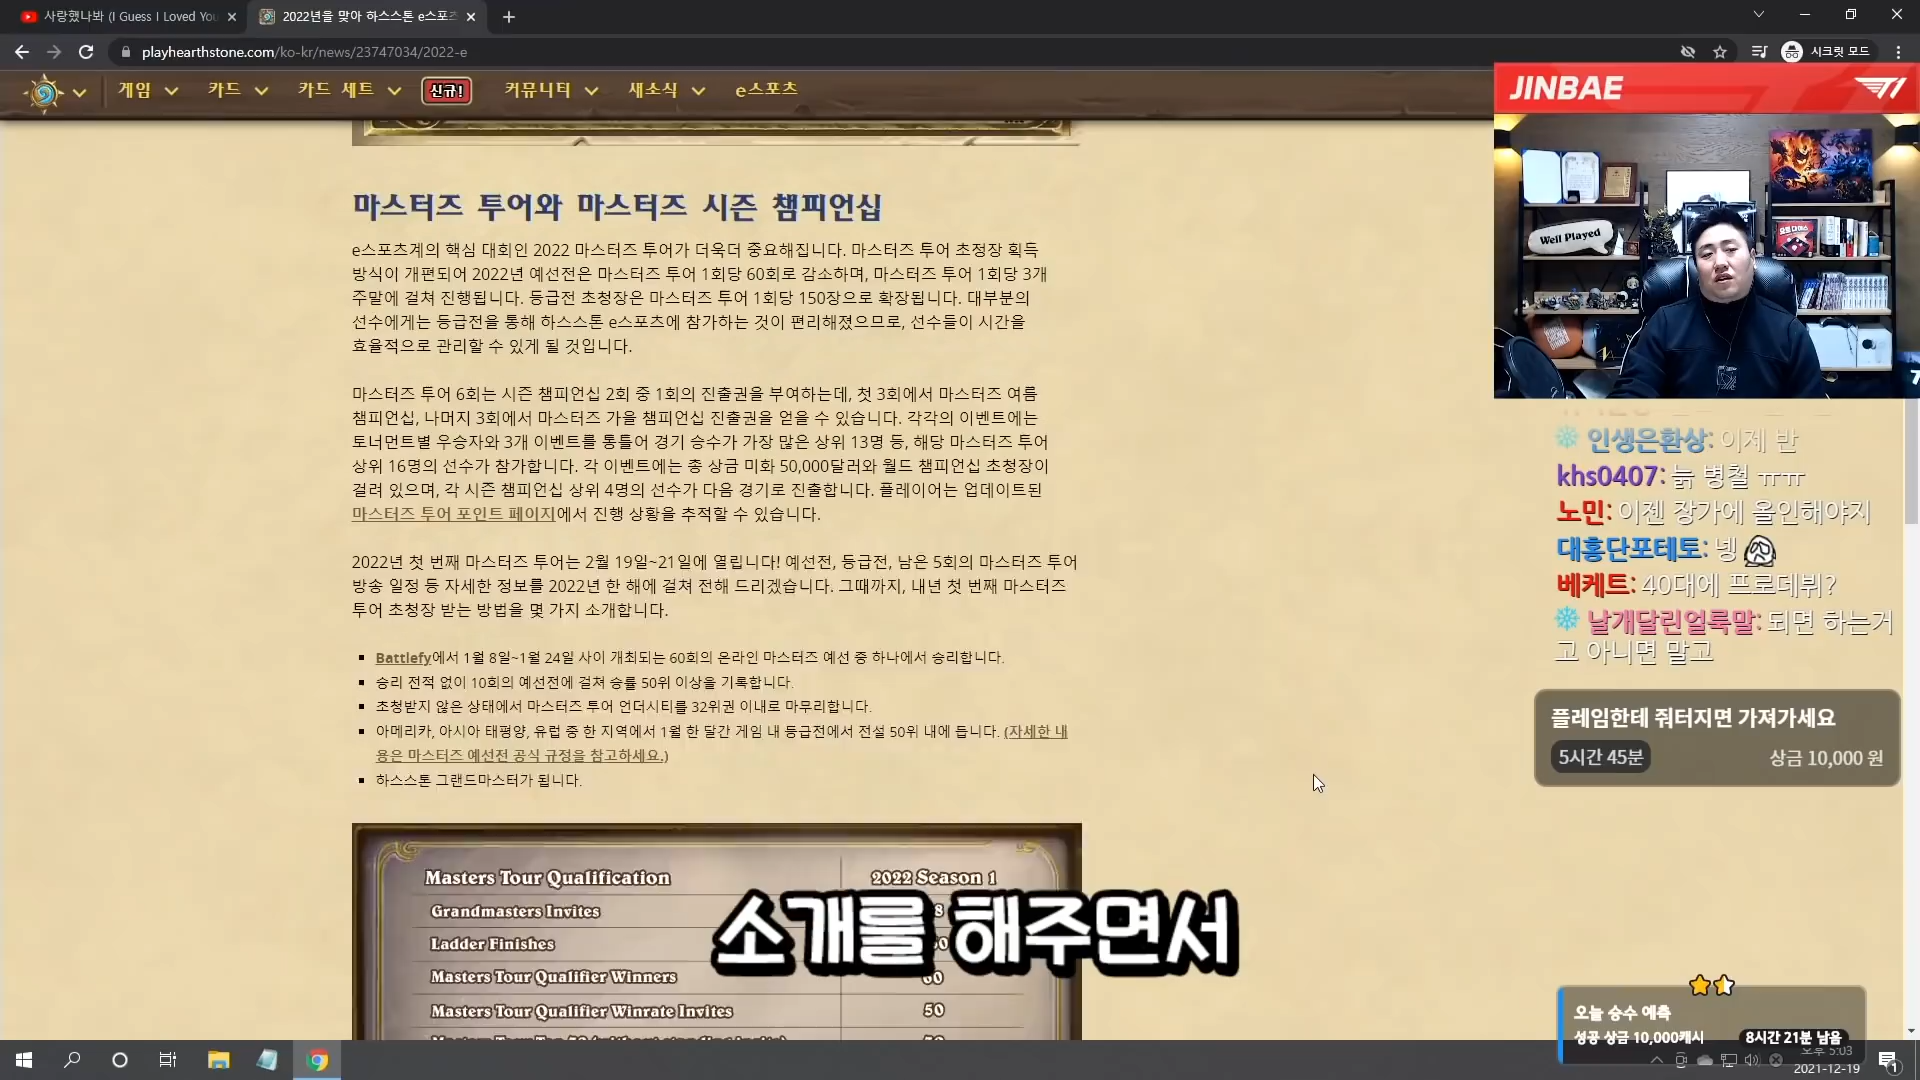 사랑했나봐 (I Guess I Loved You
2022년을 맞아 하스스톤 e스포츠
playhearthstone.com/ko-kr/news/23747034/2022-e
시크릿 모드
게임
카드
카드 세트
신규!
커뮤니티
새소식
e스포츠
JINBAE
T1
Well Played
마스터즈 투어와 마스터즈 시즌 챔피언십
e스포츠계의 핵심 대회인 2022 마스터즈 투어가 더욱더 중요해집니다. 마스터즈 투어 초청장 획득
방식이 개편되어 2022년 예선전은 마스터즈 투어 1회당 60회로 감소하며, 마스터즈 투어 1회당 3개
주말에 걸쳐 진행됩니다. 등급전 초청장은 마스터즈 투어 1회당 150장으로 확장됩니다. 대부분의
선수에게는 등급전을 통해 하스스톤 e스포츠에 참가하는 것이 편리해졌으므로, 선수들이 시간을
효율적으로 관리할 수 있게 될 것입니다.
마스터즈 투어 6회는 시즌 챔피언십 2회 중 1회의 진출권을 부여하는데, 첫 3회에서 마스터즈 여름
챔피언십, 나머지 3회에서 마스터즈 가을 챔피언십 진출권을 얻을 수 있습니다. 각각의 이벤트에는
토너먼트별 우승자와 3개 이벤트를 통틀어 경기 승수가 가장 많은 상위 13명 등, 해당 마스터즈 투어
상위 16명의 선수가 참가합니다. 각 이벤트에는 총 상금 미화 50,000달러와 월드 챔피언십 초청장이
걸려 있으며, 각 시즌 챔피언십 상위 4명의 선수가 다음 경기로 진출합니다. 플레이어는 업데이트된
마스터즈 투어 포인트 페이지에서 진행 상황을 추적할 수 있습니다.
2022년 첫 번째 마스터즈 투어는 2월 19일~21일에 열립니다! 예선전, 등급전, 남은 5회의 마스터즈 투어
방송 일정 등 자세한 정보를 2022년 한 해에 걸쳐 전해 드리겠습니다. 그때까지, 내년 첫 번째 마스터즈
투어 초청장 받는 방법을 몇 가지 소개합니다.
Battlefy에서 1월 8일~1월 24일 사이 개최되는 60회의 온라인 마스터즈 예선 중 하나에서 승리합니다.
승리 전적 없이 10회의 예선전에 걸쳐 승률 50위 이상을 기록합니다.
초청받지 않은 상태에서 마스터즈 투어 언더시티를 32위권 이내로 마무리합니다.
아메리카, 아시아 태평양, 유럽 중 한 지역에서 1월 한 달간 게임 내 등급전에서 전설 50위 내에 듭니다. (자세한 내
용은 마스터즈 예선전 공식 규정을 참고하세요.)
하스스톤 그랜드마스터가 됩니다.
Masters Tour Qualification 2022 Season 1
Grandmasters Invites
Ladder Finishes
Masters Tour Qualifier Winners 60
Masters Tour Qualifier Winrate Invites 50
소개를 해주면서
인생은환상: 이제 반
khs0407: 늙 병철 ㅠㅠ
노민: 이젠 장가에 올인해야지
대홍단포테토: 넹
베케트: 40대에 프로데뷔?
날개달린얼룩말: 되면 하는거
고 아니면 말고
플레임한테 줘터지면 가져가세요
5시간 45분 상금 10,000 원
오늘 승수 예측
성공 상금 10,000캐시 8시간 21분 남음
오후 5:03
2021-12-19
1